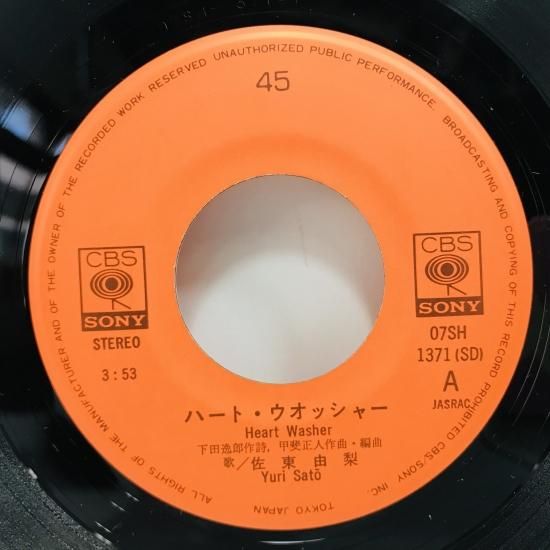 ALL RIGHTS OF THE MANUFACTURER AND OF THE OWNER OF THE RECORDED WORK RESERVED UNAUTHORIZED PUBLIC PERFORMANCE. BROADCASTING AND COPYING OF THIS RECORD PROHIBITED CBS/SONY INC.
45
CBS
SONY
STEREO
3:53
CBS
SONY
07SH
1371(SD)
A
JASRAC
ハート・ウオッシャー
Heart Washer
下田逸郎作詩, 甲斐正人作曲・編曲
歌/佐東由梨
Yuri Satō
TOKYO JAPAN